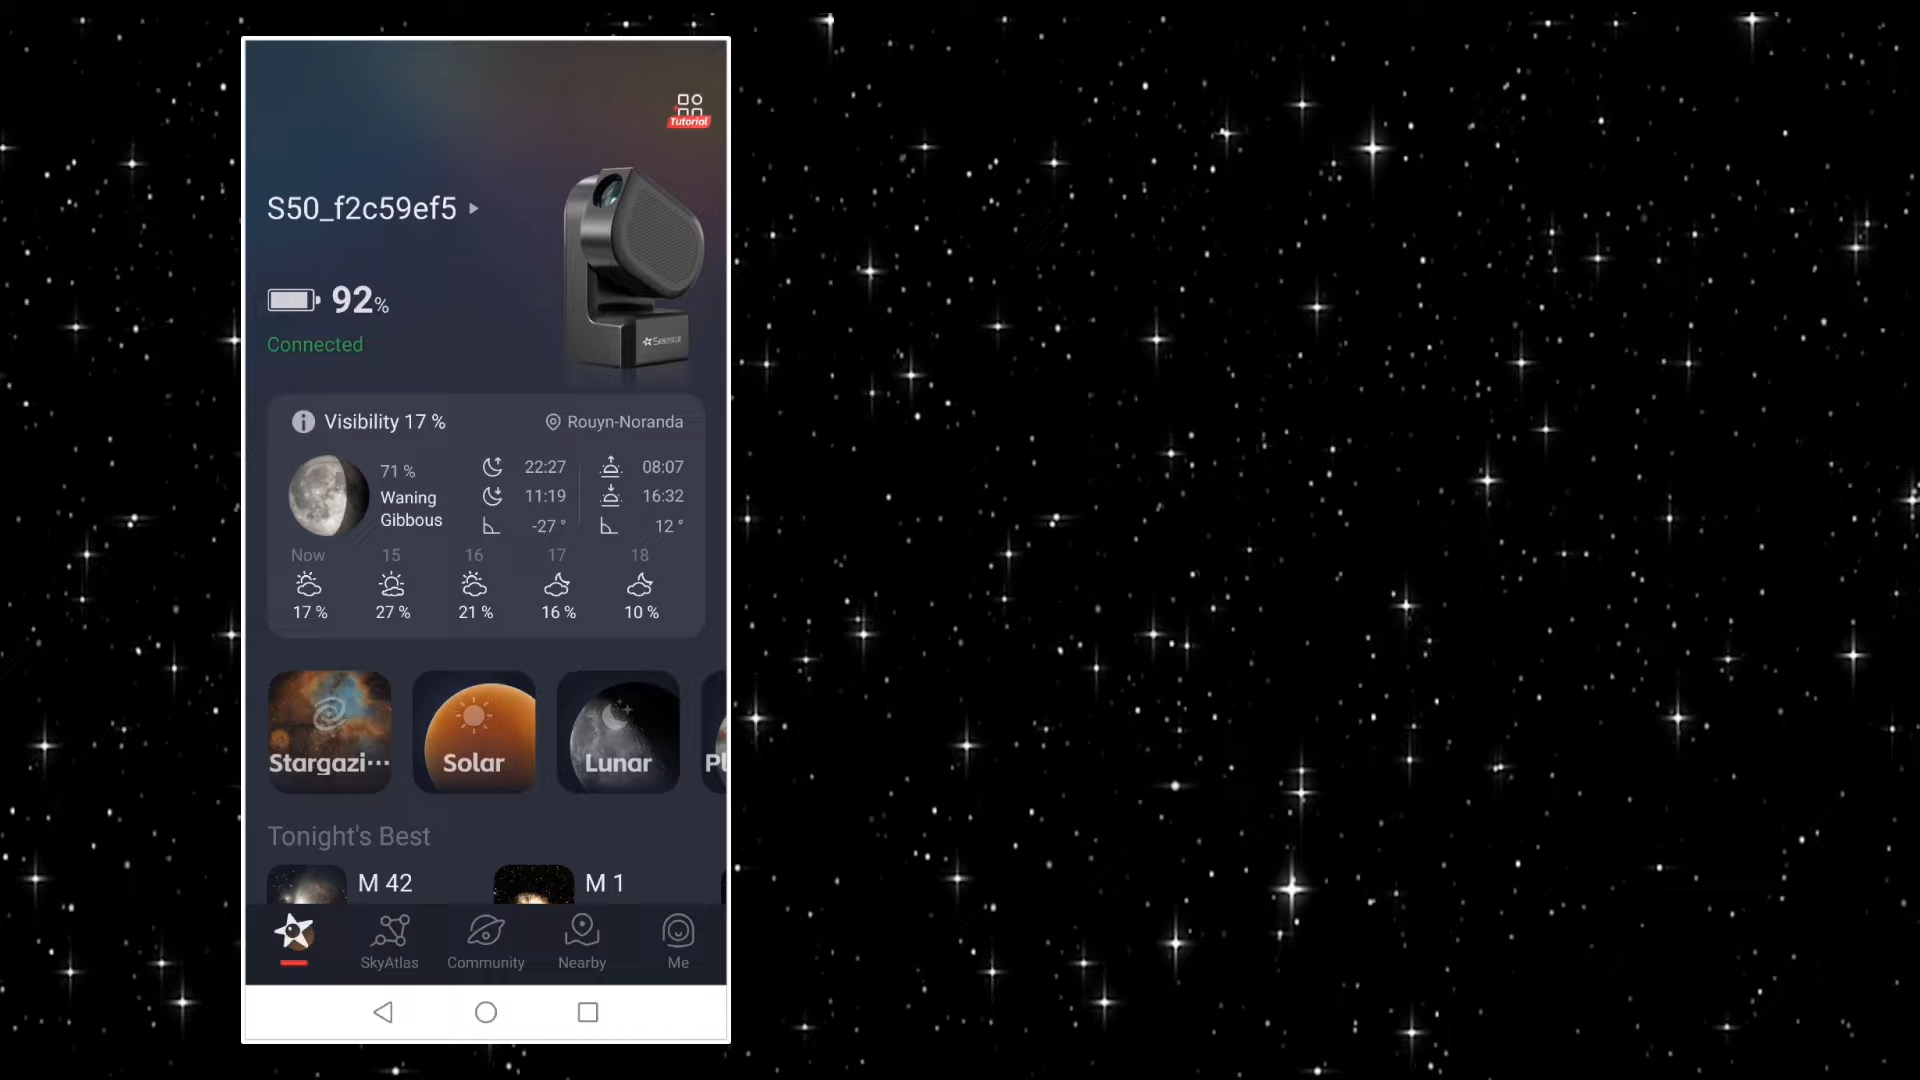 Tutorial
S50_f2c59ef5
92%
Connected
Seestar
Visibility 17 %
Rouyn-Noranda
71 %
Waning
Gibbous
22:27
08:07
11:19
16:32
-27 °
12 °
Now 15 16 17 18
17 % 27 % 21 % 16 % 10 %
Stargazi···
Solar
Lunar
Pl
Tonight's Best
M 42
M 1
SkyAtlas
Community
Nearby
Me